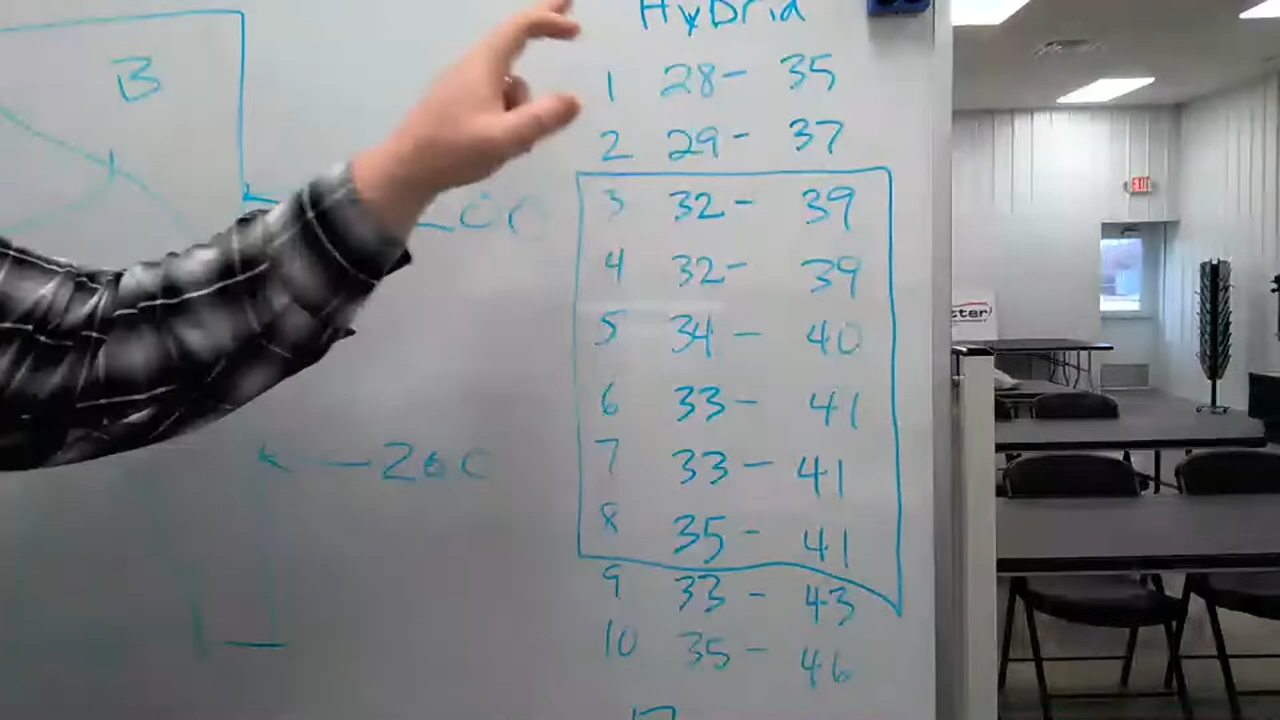 Hybrid
B
1 28 - 35
2 29 - 37
3 32 - 39
4 32 - 39
5 34 - 40
6 33 - 41
7 33 - 41
8 35 - 41
9 33 - 43
10 35 - 46
EXIT